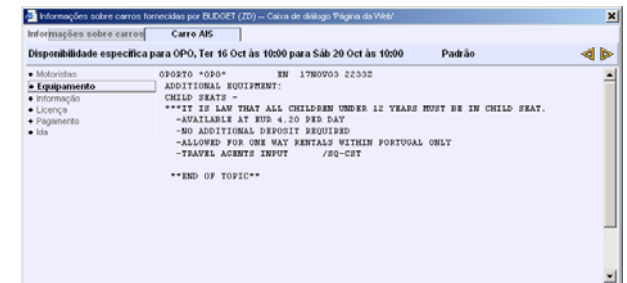 Informações sobre carros fornecidas por BUDGET (ZD) -- Caixa de diálogo 'Página da Web'
Informações sobre carros
Carro AIS
Disponibilidade específica para OPO, Ter 16 Oct às 10:00 para Sáb 20 Oct às 10:00 Padrão
Motoristas
Equipamento
Informação
Licença
Pagamento
Ida
OPORTO *OPO* EN 17NOV03 2233Z
ADDITIONAL EQUIPMENT:
CHILD SEATS -
***IT IS LAW THAT ALL CHILDREN UNDER 12 YEARS MUST BE IN CHILD SEAT.
-AVAILABLE AT EUR 4.20 PER DAY
-NO ADDITIONAL DEPOSIT REQUIRED
-ALLOWED FOR ONE WAY RENTALS WITHIN PORTUGAL ONLY
-TRAVEL AGENTS INPUT /SQ-CST
**END OF TOPIC**